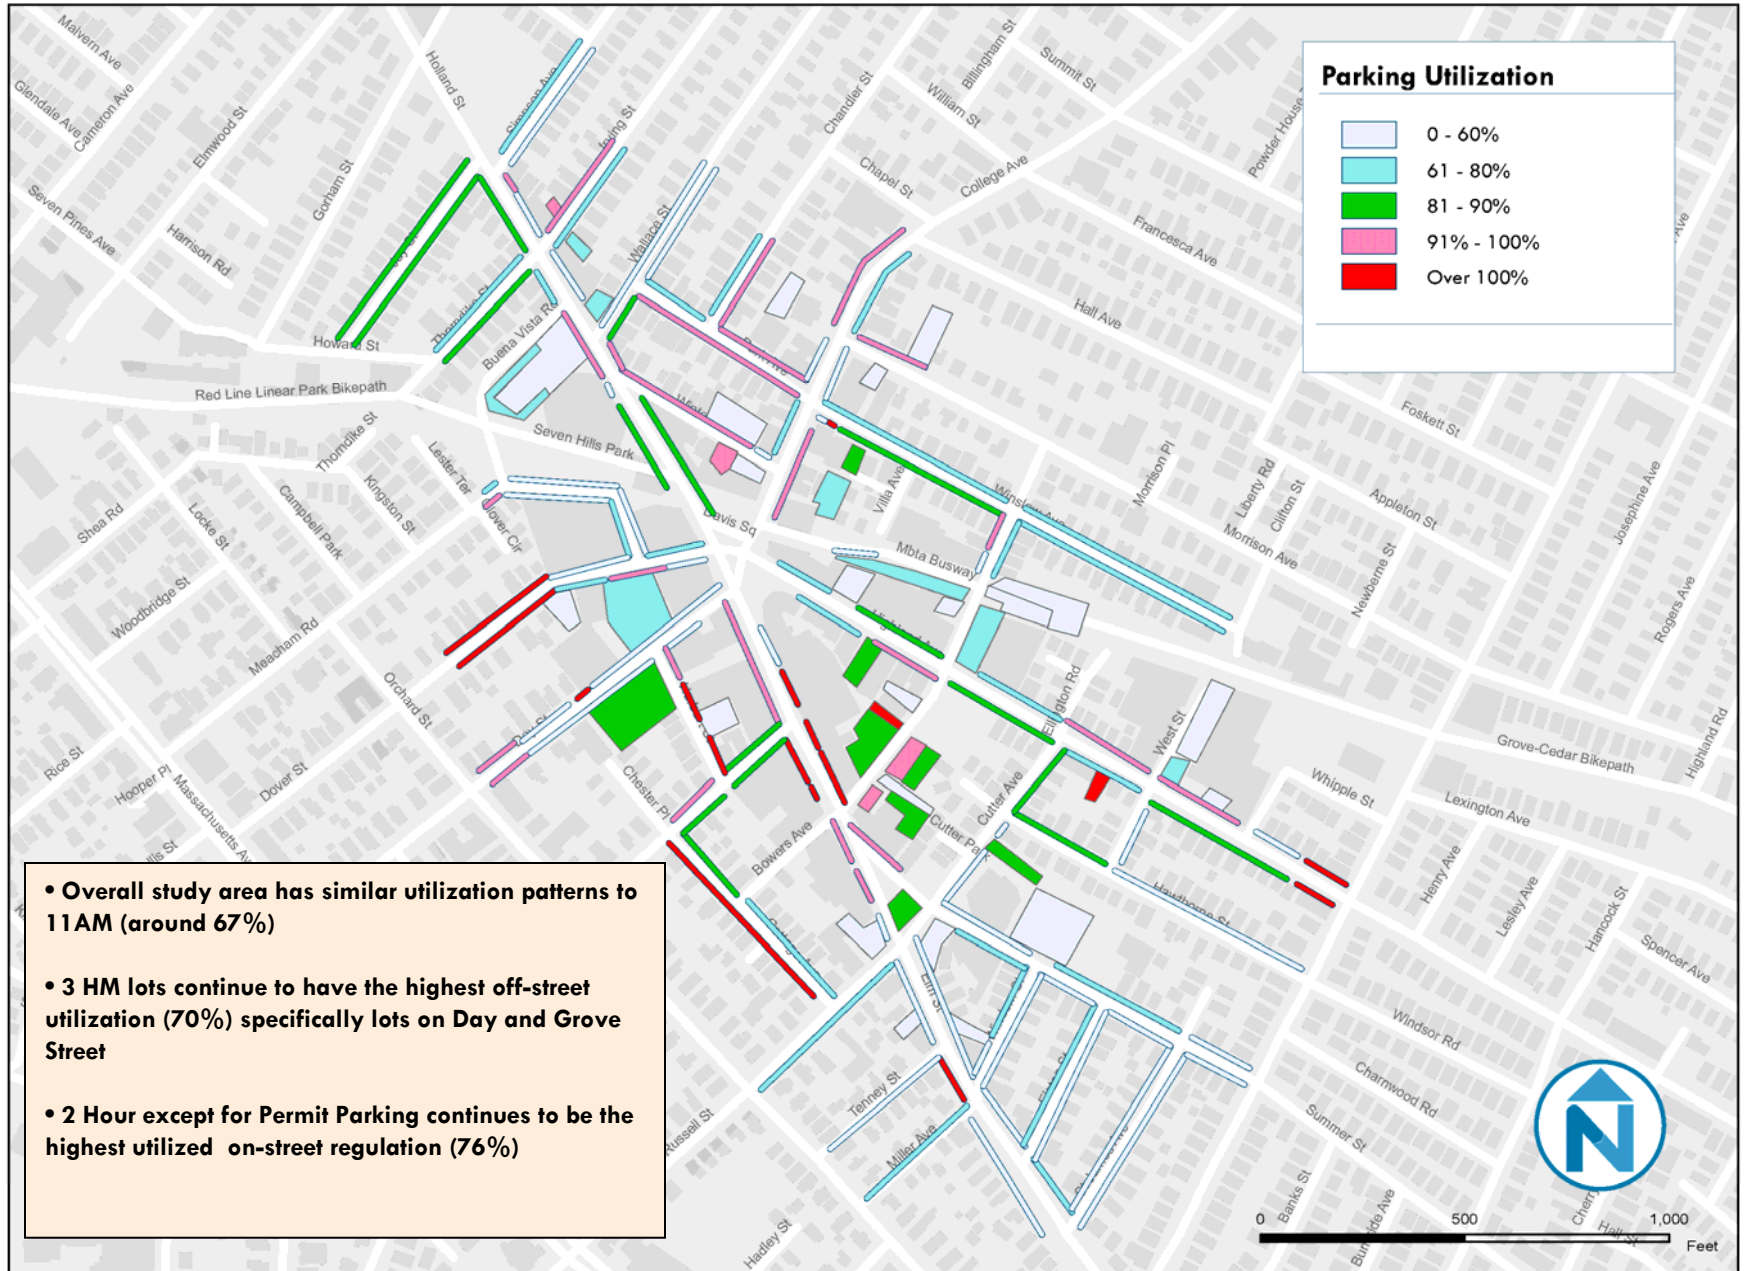 Malvern Ave
Glendale Ave
Cameron Ave
Elmwood St
Holland St
Irving St
Chandler St
Billingham St
Summit St
William St
Chapel St
College Ave
Francesca Ave
Hall Ave
Seven Pines Ave
Harrison Rd
Gorham St
Wallace St
Howard St
Buena Vista Rd
Red Line Linear Park Bikepath
Seven Hills Park
Thorndike St
Lester Ter
Kingston St
Campbell Park
Locke St
Shea Rd
Woodbridge St
Meacham Rd
Orchard St
Dover St
Rice St
Hooper Pl
Massachusetts Av
Chester Pl
Davis Sq
Villa Ave
Mbta Busway
Winslow Ave
Morrison Pl
Morrison Ave
Liberty Rd
Clifton St
Appleton St
Foskett St
Newberne St
Josephine Ave
Rogers Ave
Highland Rd
Grove-Cedar Bikepath
Lexington Ave
Whipple St
West St
Ellington Rd
Cutter Ave
Cutter Park
Bowers Ave
Hawthorne St
Henry Ave
Lesley Ave
Hancock St
Spencer Ave
Windsor Rd
Charnwood Rd
Summer St
Banks St
Elm St
Tenney St
Miller Ave
Russell St
Hadley St
Hall St
Parking Utilization
0 - 60%
61 - 80%
81 - 90%
91% - 100%
Over 100%
• Overall study area has similar utilization patterns to
11AM (around 67%)
• 3 HM lots continue to have the highest off-street
utilization (70%) specifically lots on Day and Grove
Street
• 2 Hour except for Permit Parking continues to be the
highest utilized on-street regulation (76%)
N
0 500 1,000
Feet